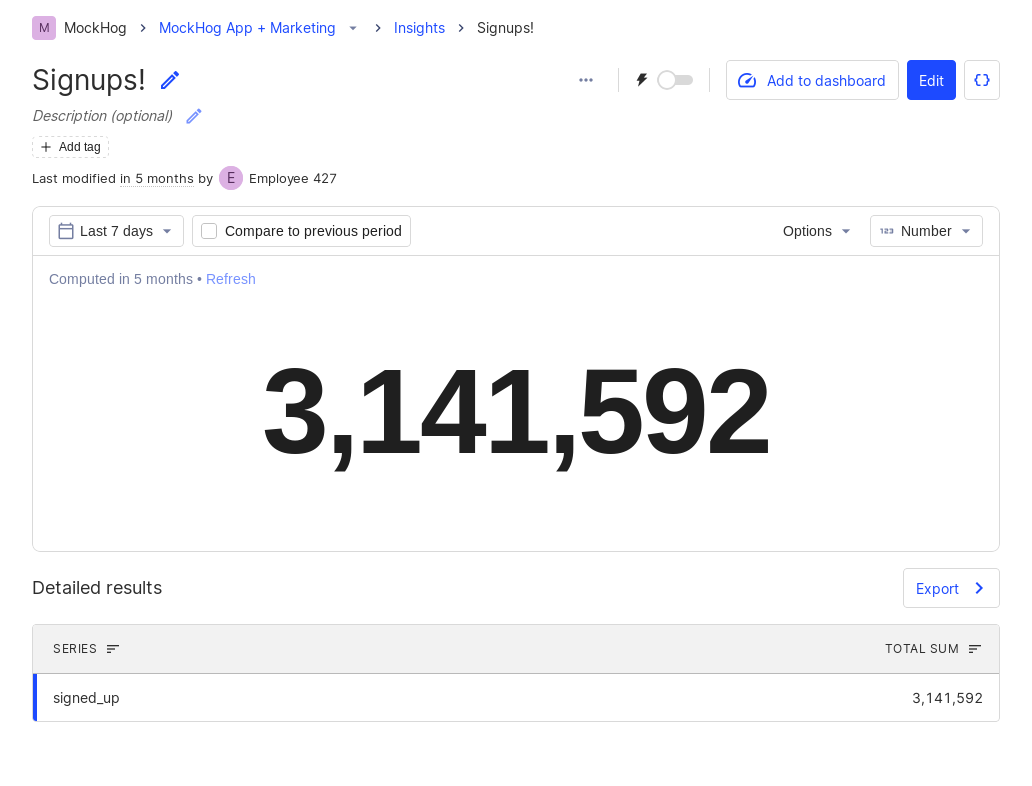 M MockHog MockHog App + Marketing Insights Signups!
Signups!
Add to dashboard Edit
Description (optional)
Add tag
Last modified in 5 months by E Employee 427
Last 7 days Compare to previous period Options 123 Number
Computed in 5 months • Refresh
3,141,592
Detailed results Export
SERIES TOTAL SUM
signed_up 3,141,592